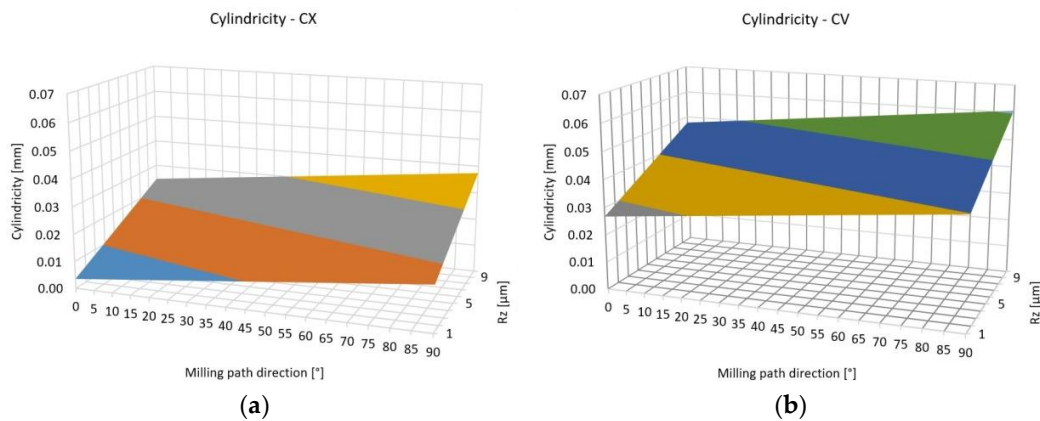 Cylindricity - CX
0.07
0.06
0.05
0.04
0.03
0.02
0.01
0.00
Cylindricity [mm]
0 5 10 15 20 25 30 35 40 45 50 55 60 65 70 75 80 85 90
Milling path direction [°]
1 5 9
Rz [µm]
(a)
Cylindricity - CV
0.07
0.06
0.05
0.04
0.03
0.02
0.01
0.00
Cylindricity [mm]
0 5 10 15 20 25 30 35 40 45 50 55 60 65 70 75 80 85 90
Milling path direction [°]
1 5 9
Rz [µm]
(b)